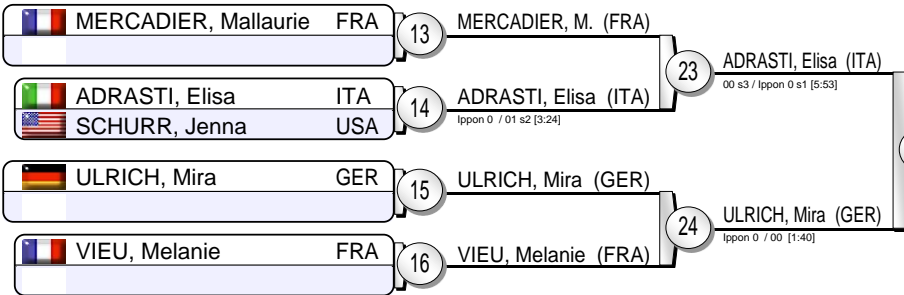 MERCADIER, Mallaurie FRA
13
MERCADIER, M. (FRA)
ADRASTI, Elisa ITA
SCHURR, Jenna USA
14
ADRASTI, Elisa (ITA)
Ippon 0 / 01 s2 [3:24]
23
ADRASTI, Elisa (ITA)
00 s3 / Ippon 0 s1 [5:53]
ULRICH, Mira GER
15
ULRICH, Mira (GER)
VIEU, Melanie FRA
16
VIEU, Melanie (FRA)
24
ULRICH, Mira (GER)
Ippon 0 / 00 [1:40]